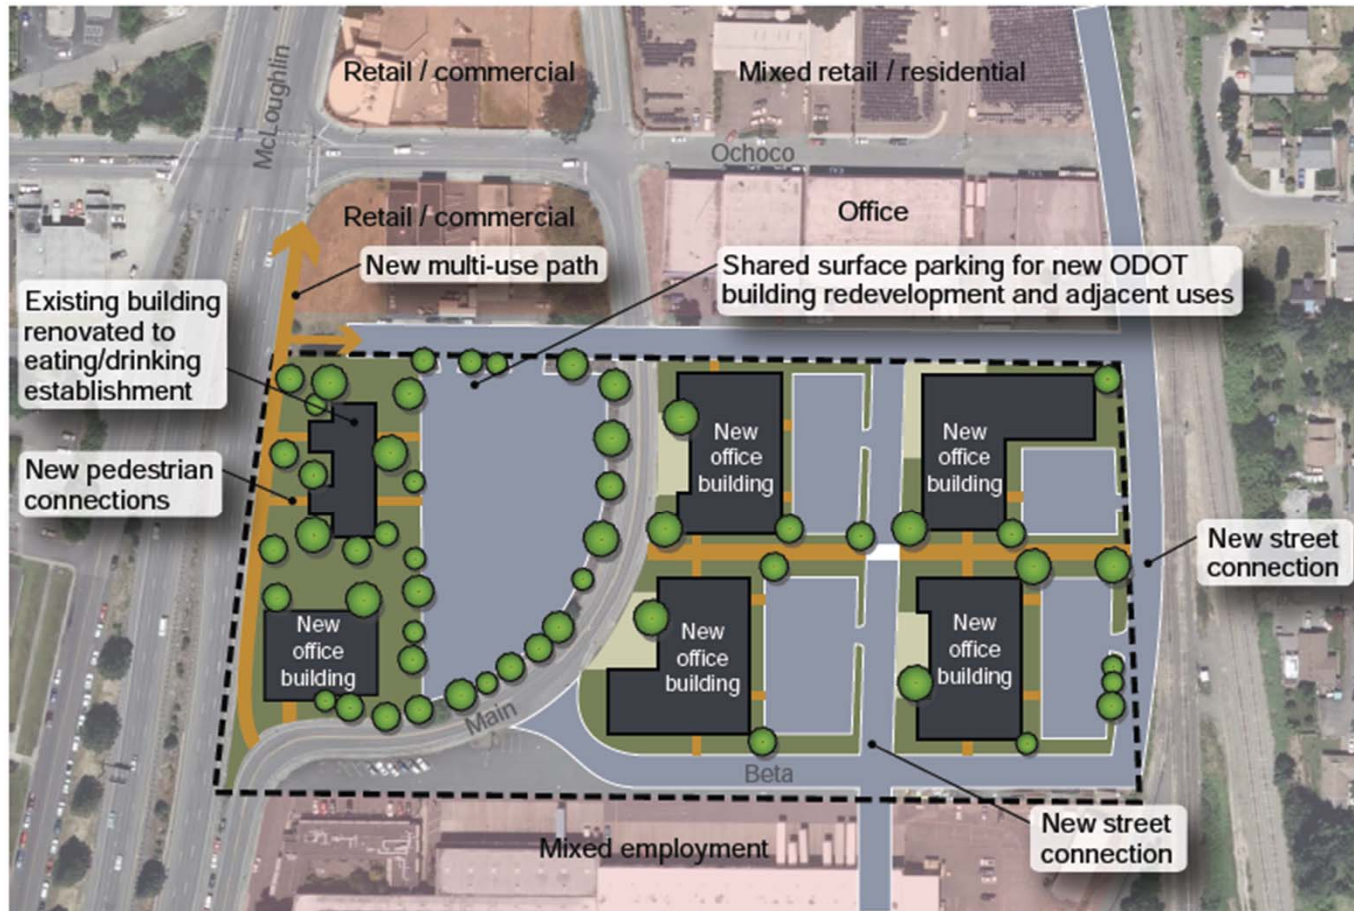 McLoughlin
Retail / commercial
Mixed retail / residential
Ochoco
Retail / commercial
Office
New multi-use path
Shared surface parking for new ODOT
building redevelopment and adjacent uses
Existing building
renovated to
eating/drinking
establishment
New pedestrian
connections
New
office
building
New
office
building
New street
connection
New
office
building
New
office
building
New
office
building
Main
Beta
New street
connection
Mixed employment